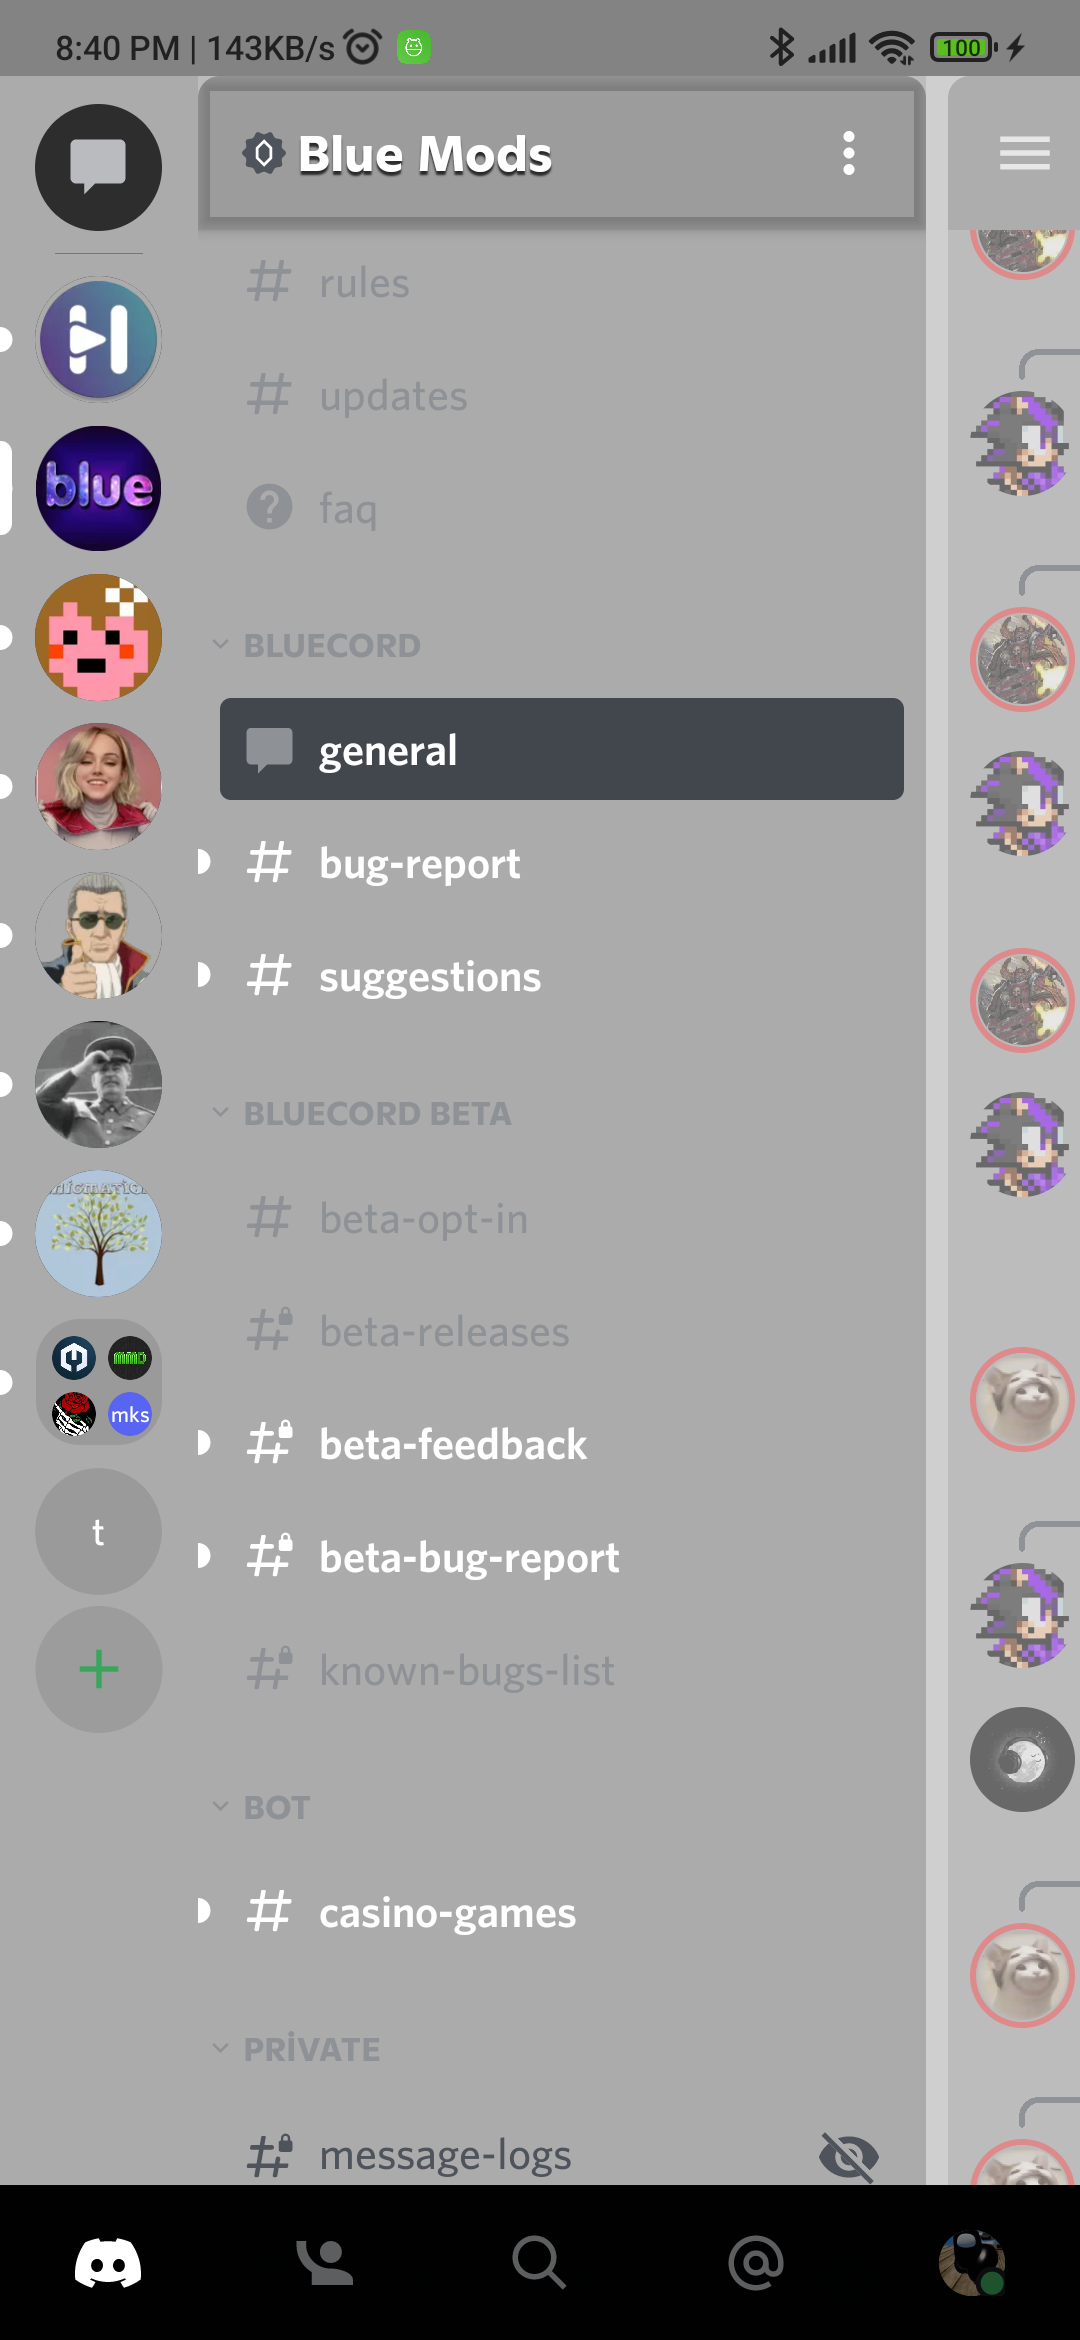 8:40 PM | 143KB/s
100
Blue Mods
rules
updates
blue
faq
BLUECORD
general
bug-report
suggestions
BLUECORD BETA
beta-opt-in
beta-releases
mmd
mks
beta-feedback
t
beta-bug-report
known-bugs-list
BOT
casino-games
PRİVATE
message-logs